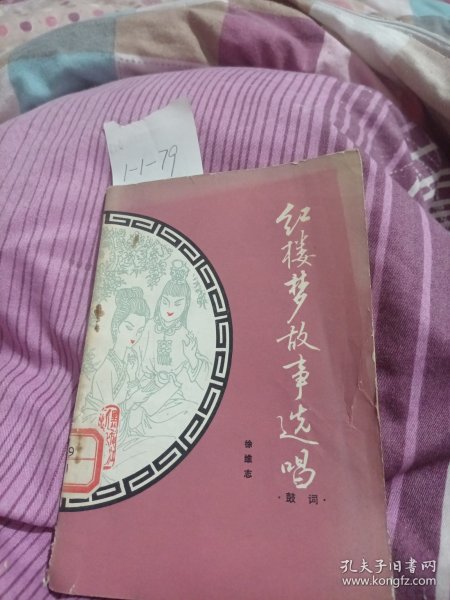 1-1-79
红楼梦故事选唱
·鼓词·
徐维志
9
孔夫子旧书网
www.kongfz.com